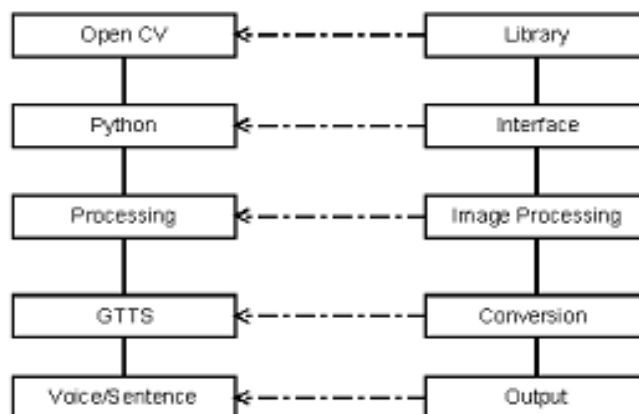 Open CV
Library
Python
Interface
Processing
Image Processing
GTTS
Conversion
Voice/Sentence
Output